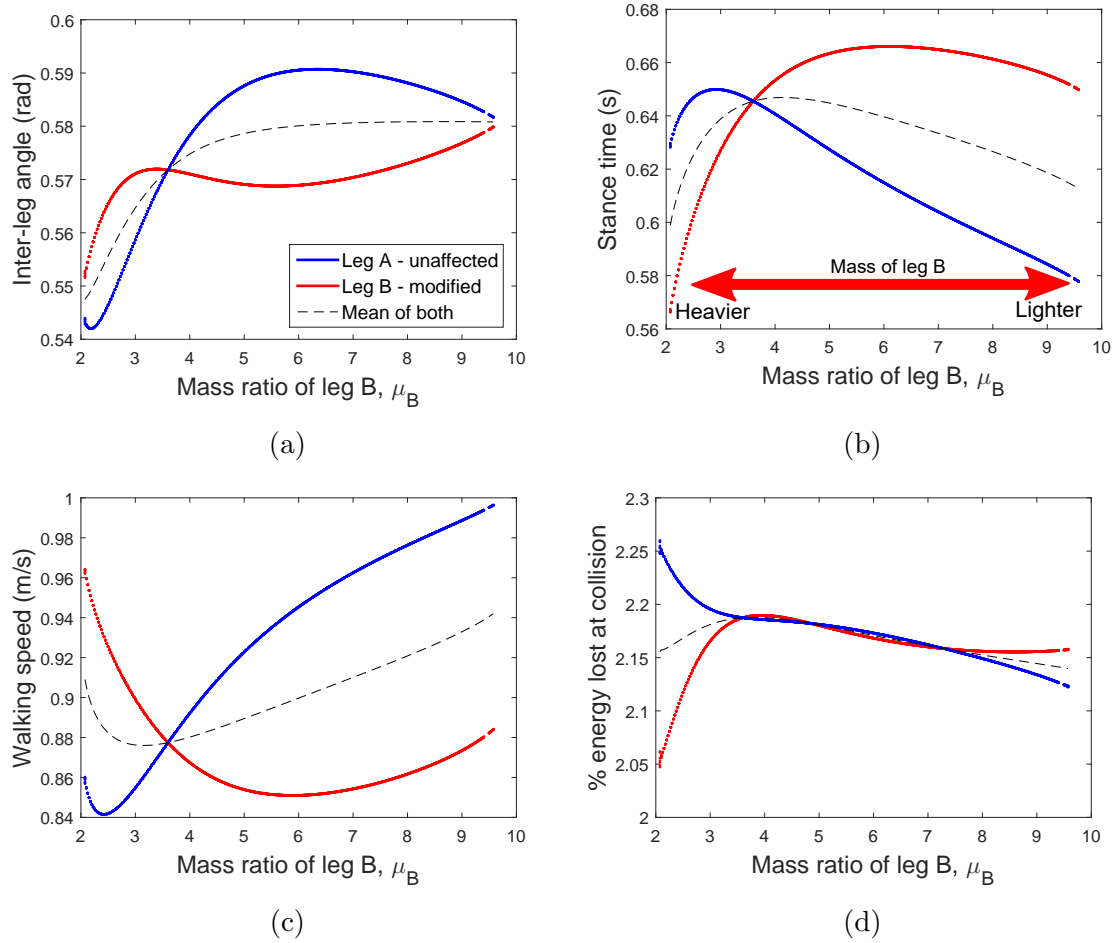 0.6
0.59
0.58
0.57
0.56
0.55
0.54
Inter-leg angle (rad)
Leg A - unaffected
Leg B - modified
Mean of both
2 3 4 5 6 7 8 9 10
Mass ratio of leg B, μB
(a)
0.68
0.66
0.64
0.62
0.6
0.58
0.56
Stance time (s)
Mass of leg B
Heavier Lighter
2 3 4 5 6 7 8 9 10
Mass ratio of leg B, μB
(b)
1
0.98
0.96
0.94
0.92
0.9
0.88
0.86
0.84
Walking speed (m/s)
2 3 4 5 6 7 8 9 10
Mass ratio of leg B, μB
(c)
2.3
2.25
2.2
2.15
2.1
2.05
2
% energy lost at collision
2 3 4 5 6 7 8 9 10
Mass ratio of leg B, μB
(d)